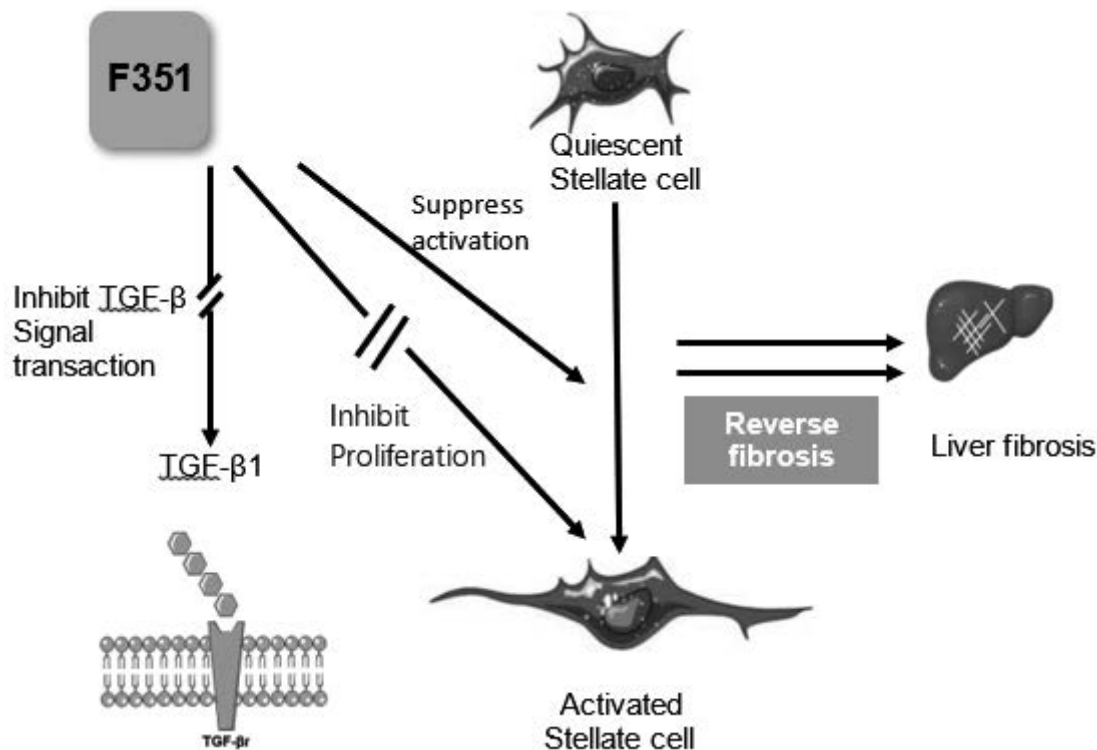 F351
Quiescent
Stellate cell
Suppress
activation
Inhibit TGF-β
Signal
transaction
Inhibit
Proliferation
TGF-β1
Reverse
fibrosis
Liver fibrosis
TGF-βr
Activated
Stellate cell